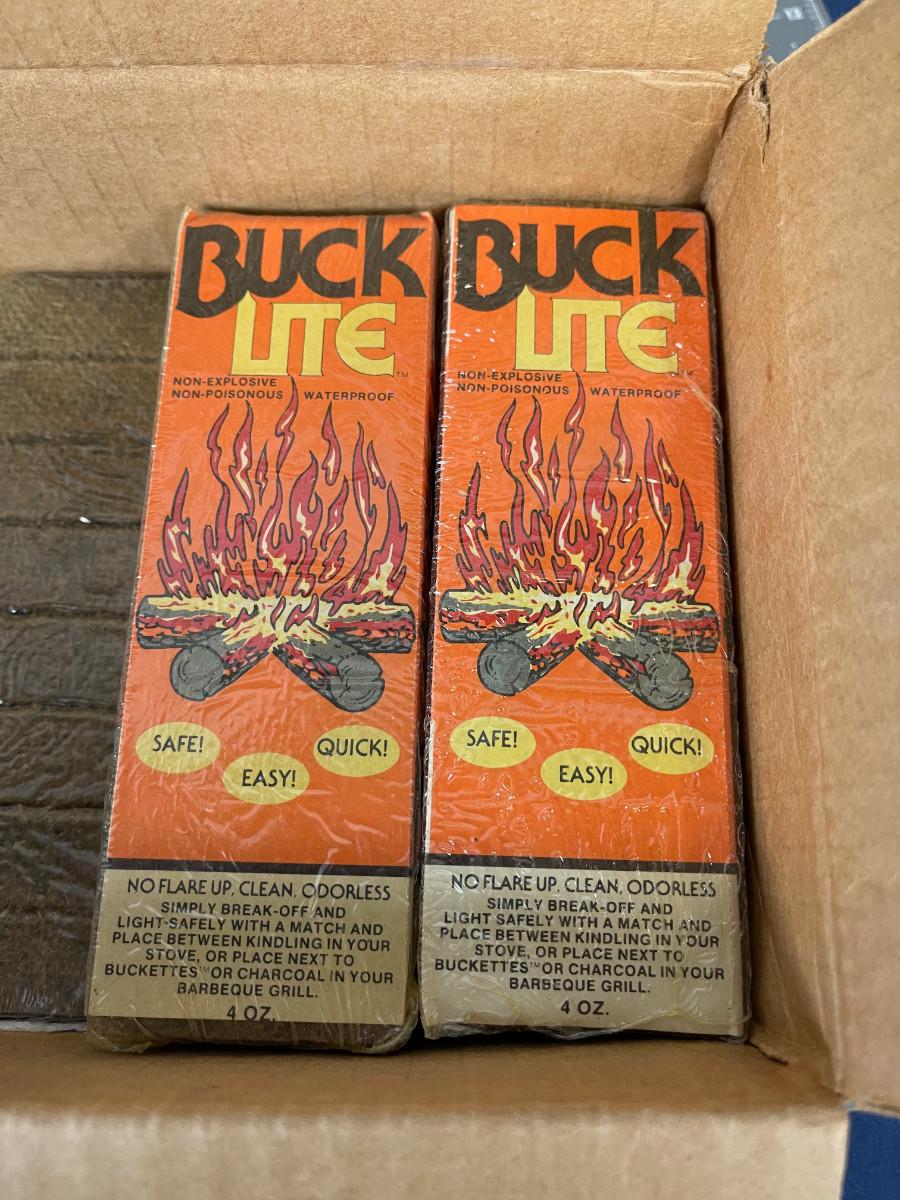 BUCK
LITE™
NON-EXPLOSIVE
NON-POISONOUS WATERPROOF
SAFE!
EASY!
QUICK!
NO FLARE UP, CLEAN, ODORLESS
SIMPLY BREAK-OFF AND
LIGHT SAFELY WITH A MATCH AND
PLACE BETWEEN KINDLING IN YOUR
STOVE, OR PLACE NEXT TO
BUCKETTES™ OR CHARCOAL IN YOUR
BARBEQUE GRILL.
4 OZ.
BUCK
LITE™
NON-EXPLOSIVE
NON-POISONOUS WATERPROOF
SAFE!
EASY!
QUICK!
NO FLARE UP, CLEAN, ODORLESS
SIMPLY BREAK-OFF AND
LIGHT SAFELY WITH A MATCH AND
PLACE BETWEEN KINDLING IN YOUR
STOVE, OR PLACE NEXT TO
BUCKETTES™ OR CHARCOAL IN YOUR
BARBEQUE GRILL.
4 OZ.